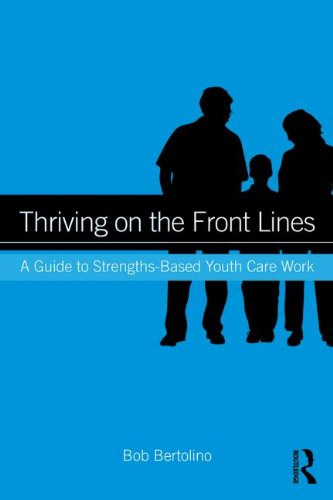 Thriving on the Front Lines
A Guide to Strengths-Based Youth Care Work
Bob Bertolino
ROUTLEDGE